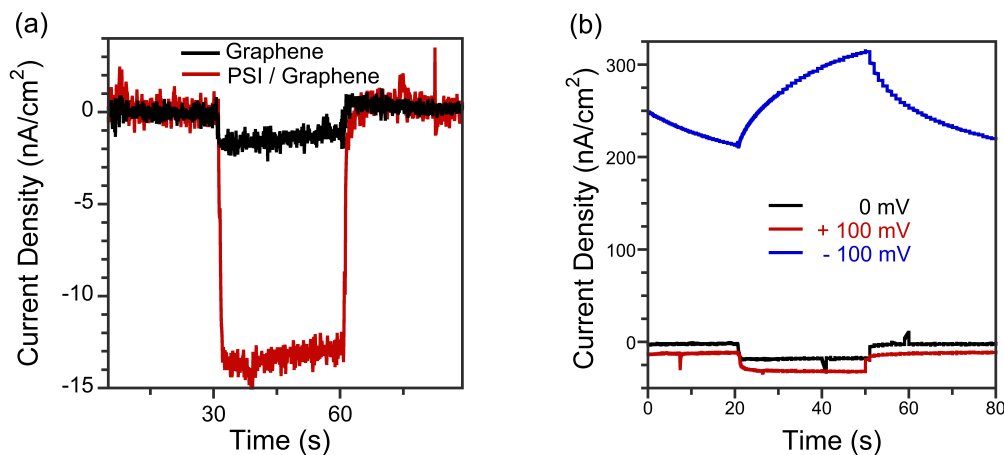 (a)
Current Density (nA/cm²)
0
-5
-10
-15
Graphene
PSI / Graphene
30
60
Time (s)
(b)
Current Density (nA/cm²)
300
200
100
0
0 mV
+ 100 mV
- 100 mV
0
20
40
60
80
Time (s)